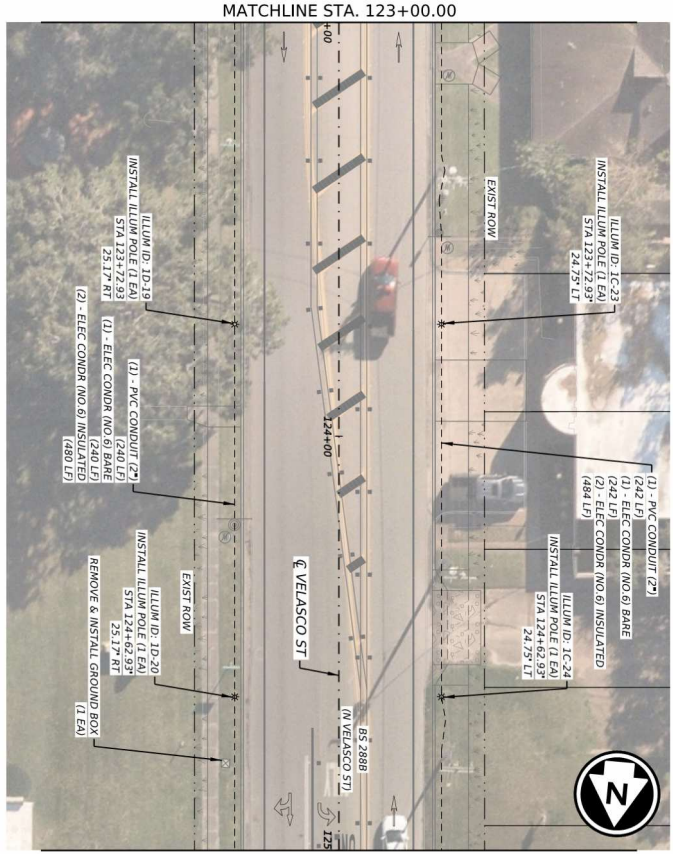 MATCHLINE STA. 123+00.00
+00
EXIST ROW
ILLUM ID: 1C-23
INSTALL ILLUM POLE (1 EA)
STA 123+72.93"
24.75' LT
ILLUM ID: 1D-19
INSTALL ILLUM POLE (1 EA)
STA 123+72.93
25.17' RT
(1) - PVC CONDUIT (2")
(240 LF)
(1) - ELEC CONDR (NO.6) BARE
(240 LF)
(2) - ELEC CONDR (NO.6) INSULATED
(480 LF)
124+00
(1) - PVC CONDUIT (2")
(242 LF)
(1) - ELEC CONDR (NO.6) BARE
(242 LF)
(2) - ELEC CONDR (NO.6) INSULATED
(484 LF)
ILLUM ID: 1C-24
INSTALL ILLUM POLE (1 EA)
STA 124+62.93"
24.75' LT
ILLUM ID: 1D-20
INSTALL ILLUM POLE (1 EA)
STA 124+62.93"
25.17' RT
EXIST ROW
REMOVE & INSTALL GROUND BOX
(1 EA)
℄ VELASCO ST
BS 288B
(N VELASCO ST)
125
N